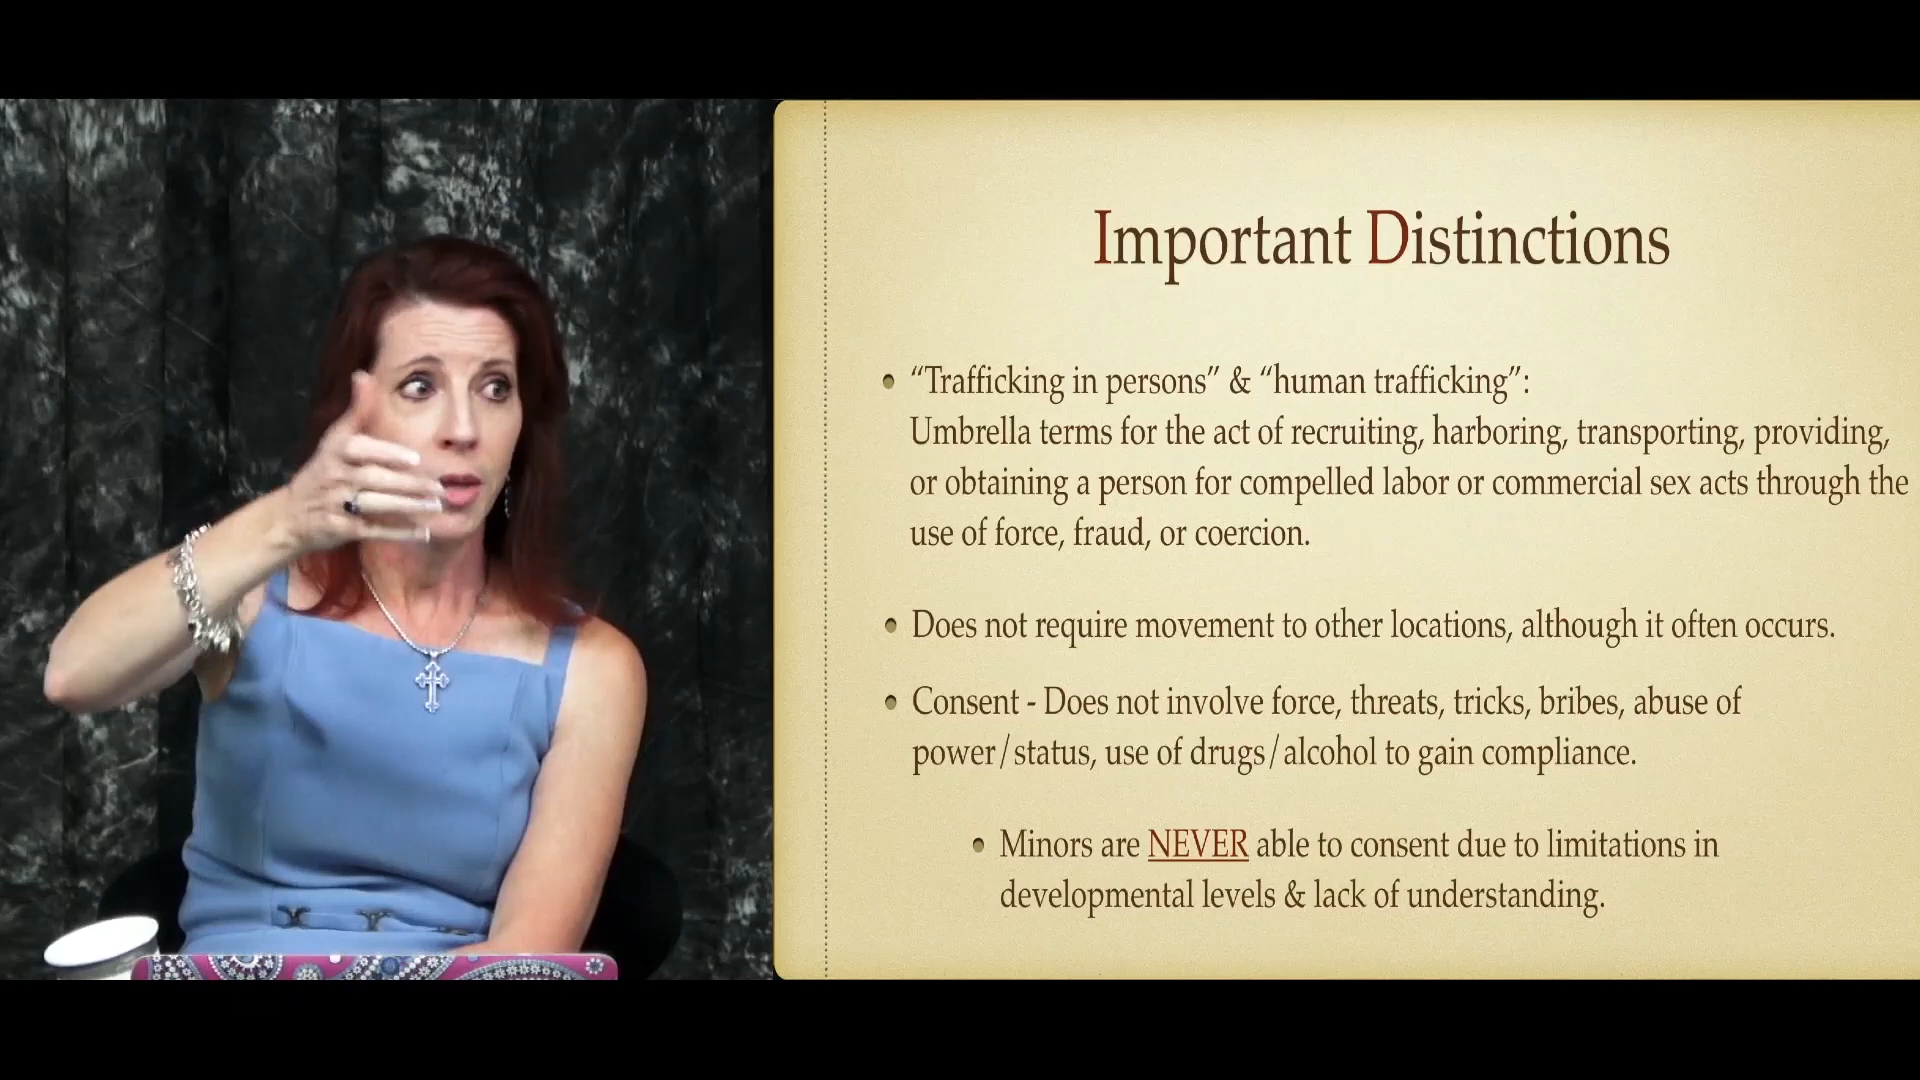 Important Distinctions
• “Trafficking in persons” & “human trafficking”:
Umbrella terms for the act of recruiting, harboring, transporting, providing,
or obtaining a person for compelled labor or commercial sex acts through the
use of force, fraud, or coercion.
• Does not require movement to other locations, although it often occurs.
• Consent - Does not involve force, threats, tricks, bribes, abuse of
power/status, use of drugs/alcohol to gain compliance.
• Minors are NEVER able to consent due to limitations in
developmental levels & lack of understanding.